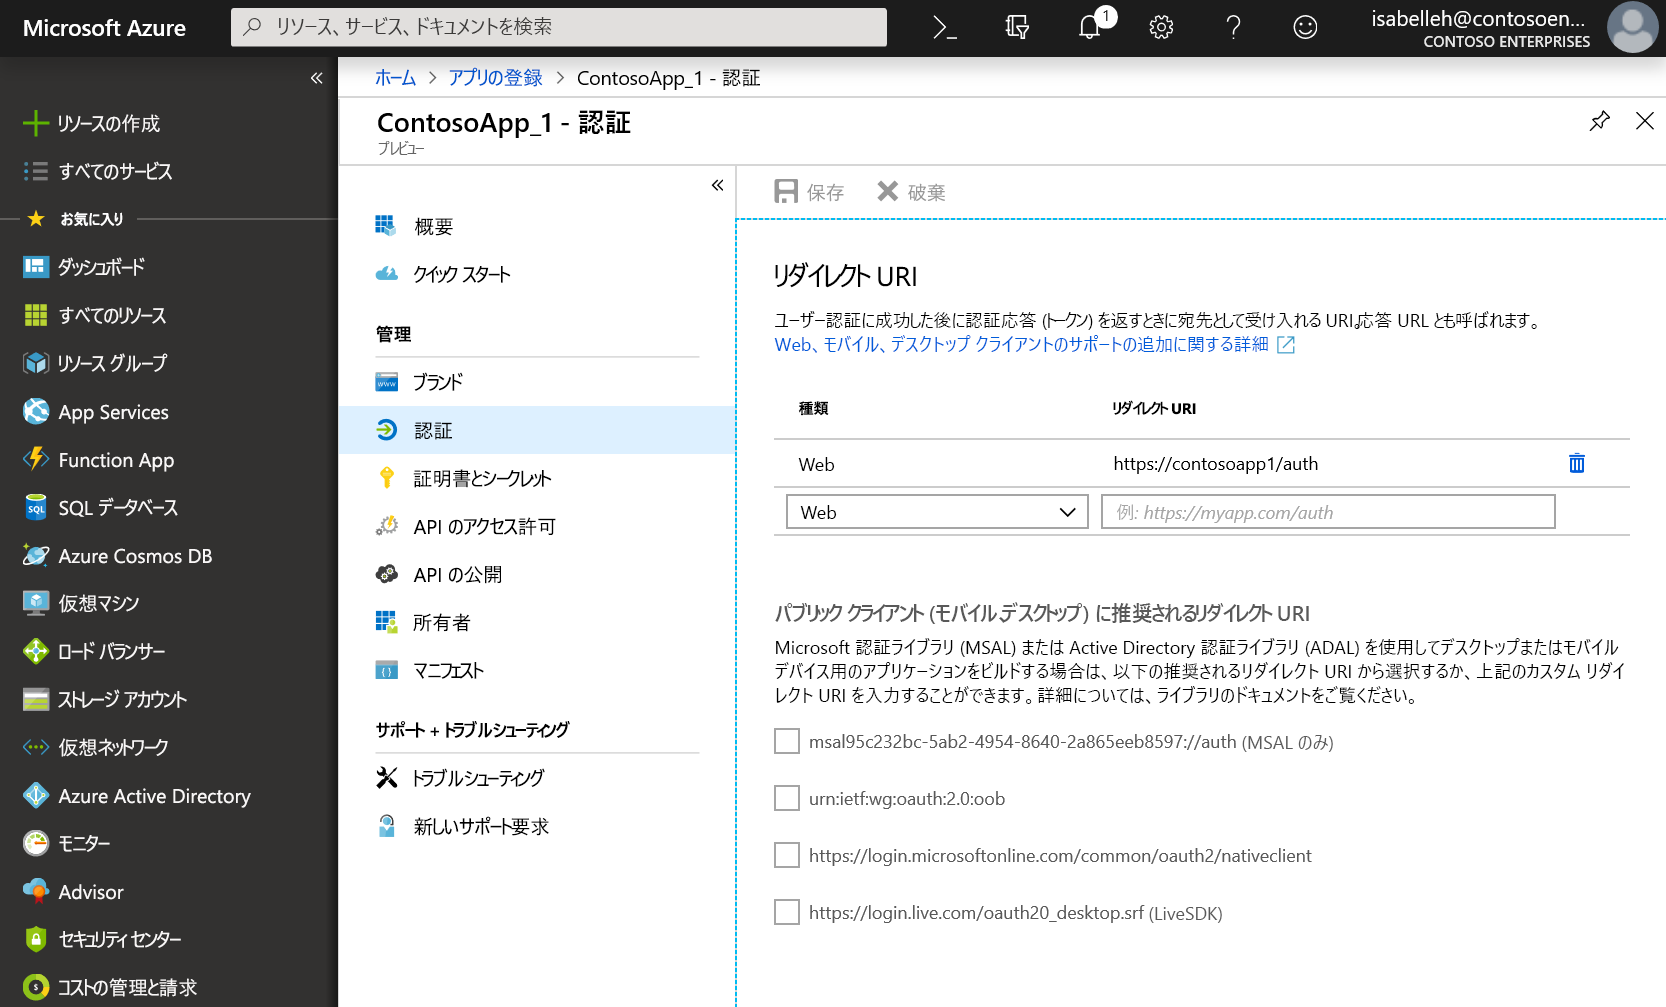 Microsoft Azure
リソース、サービス、ドキュメントを検索
1
isabelleh@contosoen...
CONTOSO ENTERPRISES
リソースの作成
すべてのサービス
お気に入り
ダッシュボード
すべてのリソース
リソース グループ
App Services
Function App
SQL データベース
Azure Cosmos DB
仮想マシン
ロード バランサー
ストレージ アカウント
仮想ネットワーク
Azure Active Directory
モニター
Advisor
セキュリティ センター
コストの管理と請求
ホーム > アプリの登録 > ContosoApp_1 - 認証
ContosoApp_1 - 認証
プレビュー
概要
クイック スタート
管理
ブランド
認証
証明書とシークレット
API のアクセス許可
API の公開
所有者
マニフェスト
サポート + トラブルシューティング
トラブルシューティング
新しいサポート要求
保存
破棄
リダイレクト URI
ユーザー認証に成功した後に認証応答 (トークン) を返すときに宛先として受け入れる URI。応答 URL とも呼ばれます。
Web、モバイル、デスクトップ クライアントのサポートの追加に関する詳細
種類 リダイレクト URI
Web https://contosoapp1/auth
Web 例: https://myapp.com/auth
パブリック クライアント (モバイル、デスクトップ) に推奨されるリダイレクト URI
Microsoft 認証ライブラリ (MSAL) または Active Directory 認証ライブラリ (ADAL) を使用してデスクトップまたはモバイル
デバイス用のアプリケーションをビルドする場合は、以下の推奨されるリダイレクト URI から選択するか、上記のカスタム リダイ
レクト URI を入力することができます。詳細については、ライブラリのドキュメントをご覧ください。
msal95c232bc-5ab2-4954-8640-2a865eeb8597://auth (MSAL のみ)
urn:ietf:wg:oauth:2.0:oob
https://login.microsoftonline.com/common/oauth2/nativeclient
https://login.live.com/oauth20_desktop.srf (LiveSDK)